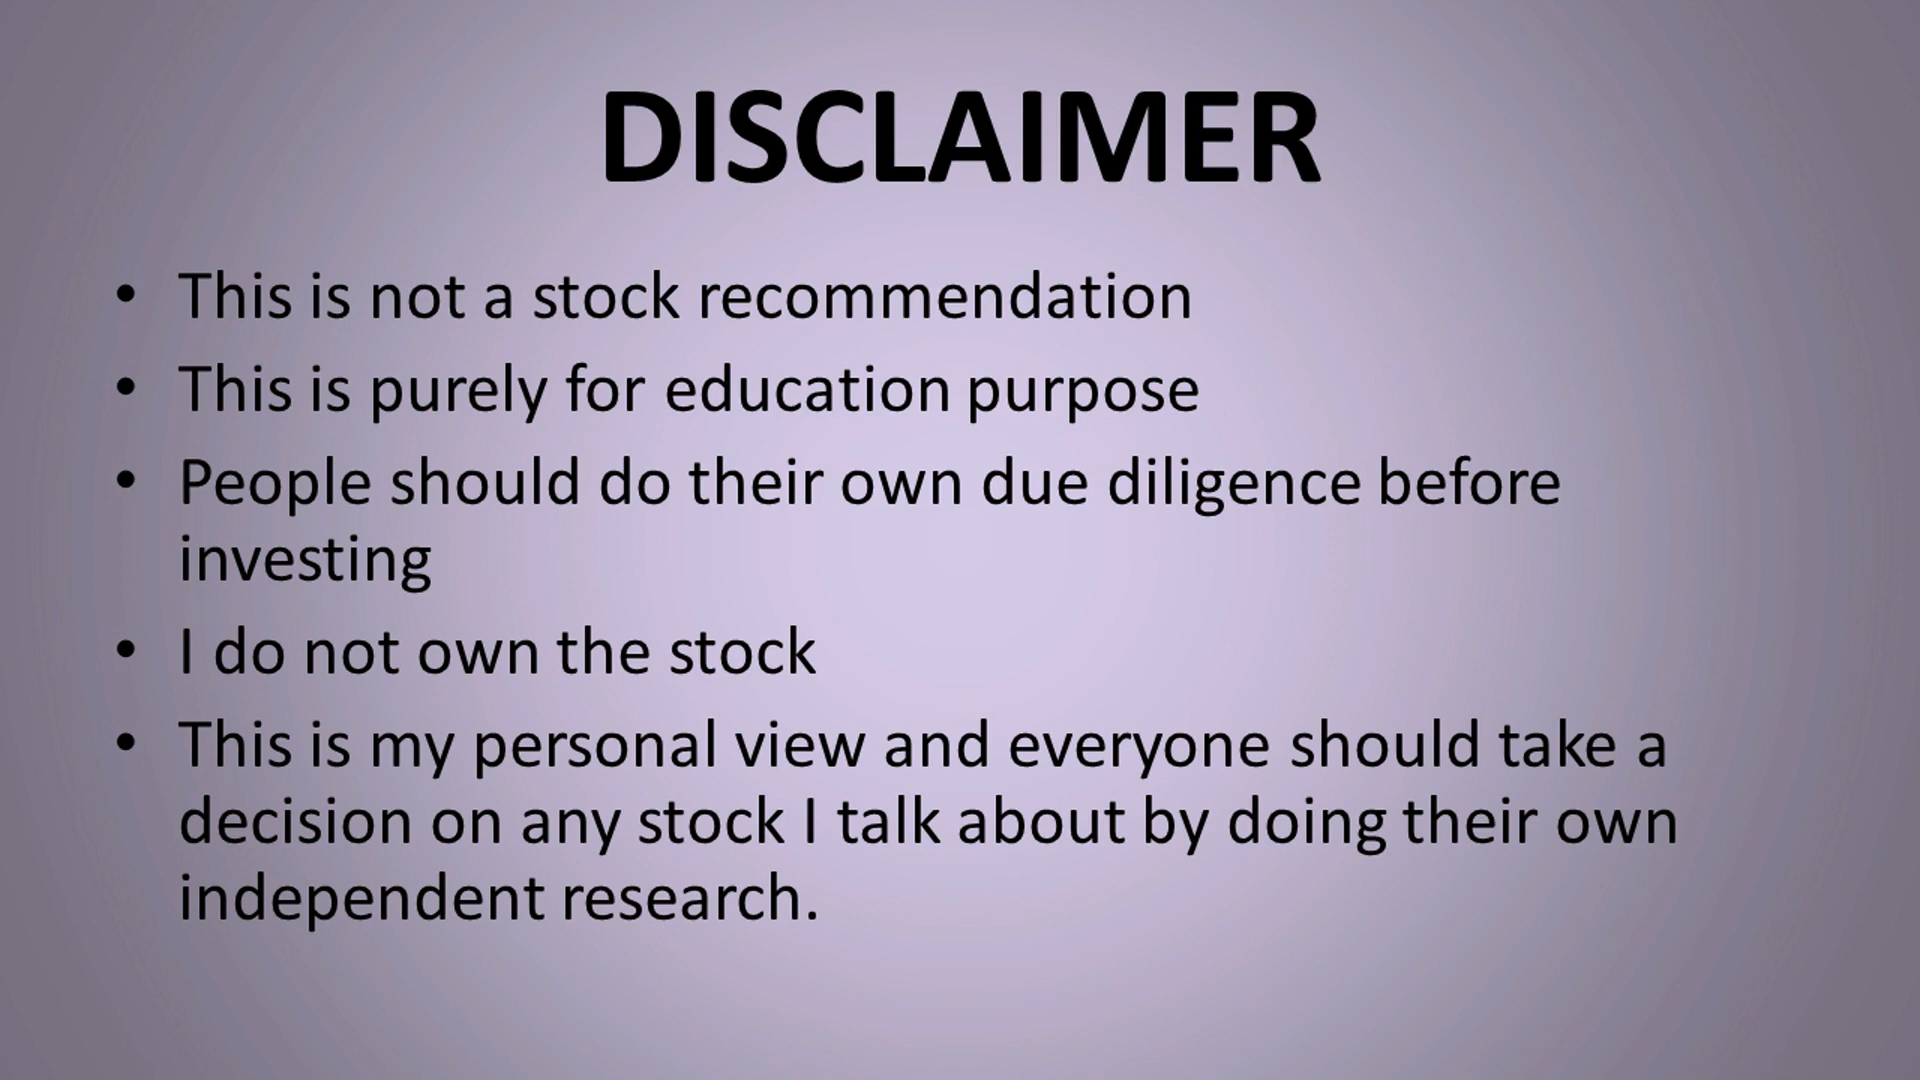 DISCLAIMER
• This is not a stock recommendation
• This is purely for education purpose
• People should do their own due diligence before
investing
• I do not own the stock
• This is my personal view and everyone should take a
decision on any stock I talk about by doing their own
independent research.